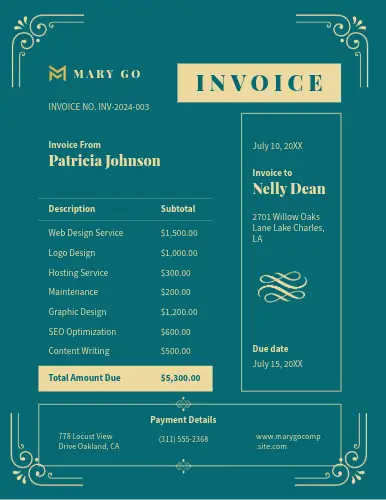 MARY GO
INVOICE
INVOICE NO. INV-2024-003
July 10, 20XX
Invoice From
Patricia Johnson
Invoice to
Nelly Dean
2701 Willow Oaks
Lane Lake Charles,
LA
Description Subtotal
Web Design Service $1,500.00
Logo Design $1,000.00
Hosting Service $300.00
Maintenance $200.00
Graphic Design $1,200.00
SEO Optimization $600.00
Content Writing $500.00
Total Amount Due $5,300.00
Due date
July 15, 20XX
Payment Details
778 Locust View
Drive Oakland, CA
(311) 555-2368
www.marygocomp
.site.com